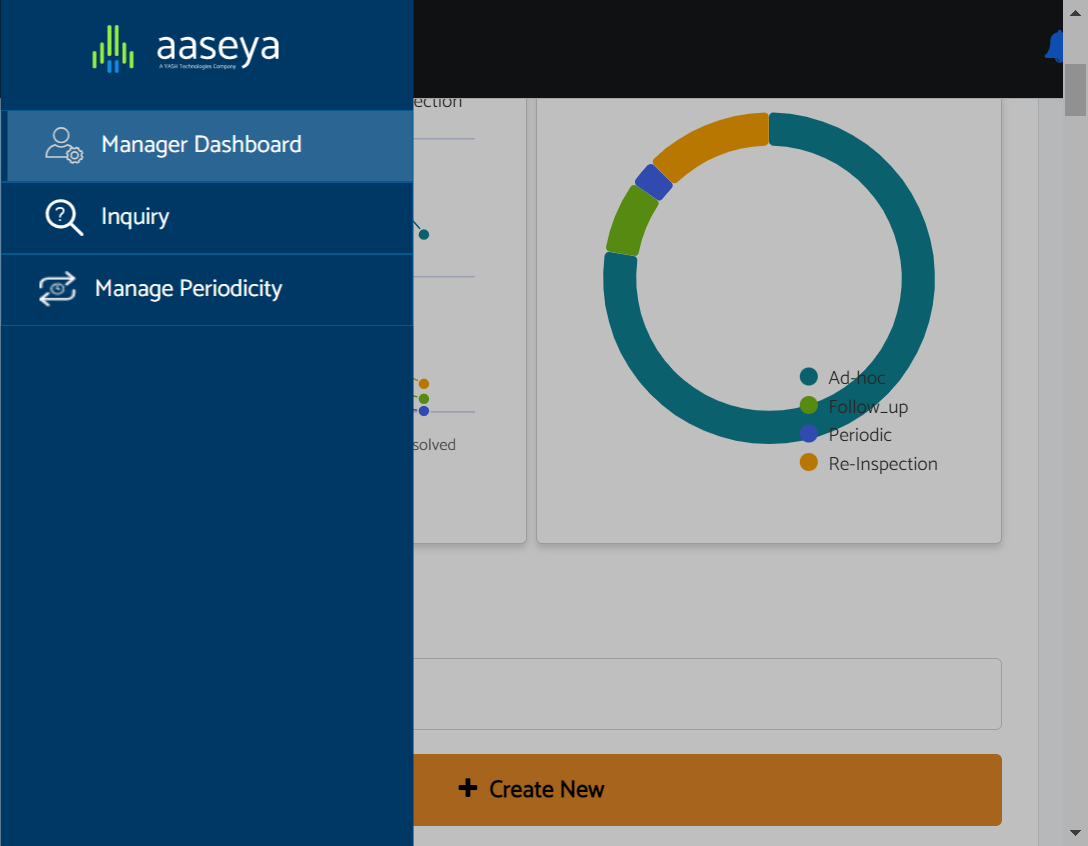 aaseya
A YASH Technologies Company
Manager Dashboard
Inquiry
Manage Periodicity
ection
solved
Ad-hoc
Follow_up
Periodic
Re-Inspection
Create New